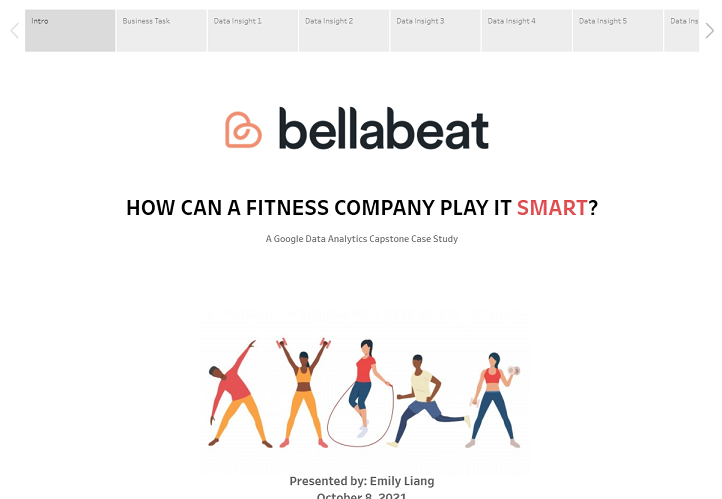 Intro
Business Task
Data Insight 1
Data Insight 2
Data Insight 3
Data Insight 4
Data Insight 5
Data Ins
bellabeat
HOW CAN A FITNESS COMPANY PLAY IT SMART?
A Google Data Analytics Capstone Case Study
Presented by: Emily Liang
October 8, 2021